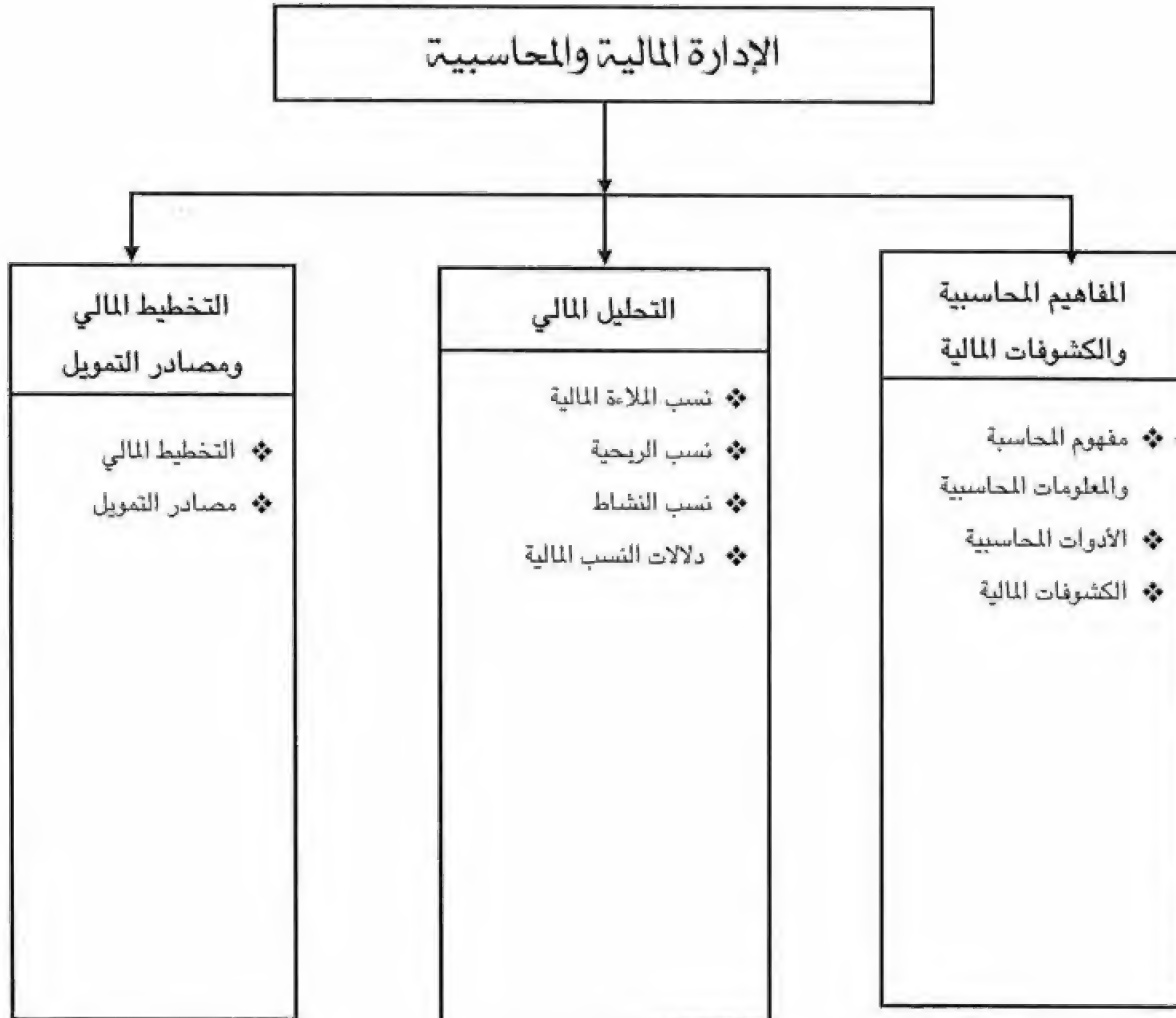 الإدارة المالية والمحاسبية
المفاهيم المحاسبية
والكشوفات المالية
❖ مفهوم المحاسبة
والمعلومات المحاسبية
❖ الأدوات المحاسبية
❖ الكشوفات المالية
التحليل المالي
❖ نسب الملاءة المالية
❖ نسب الربحية
❖ نسب النشاط
❖ دلالات النسب المالية
التخطيط المالي
ومصادر التمويل
❖ التخطيط المالي
❖ مصادر التمويل